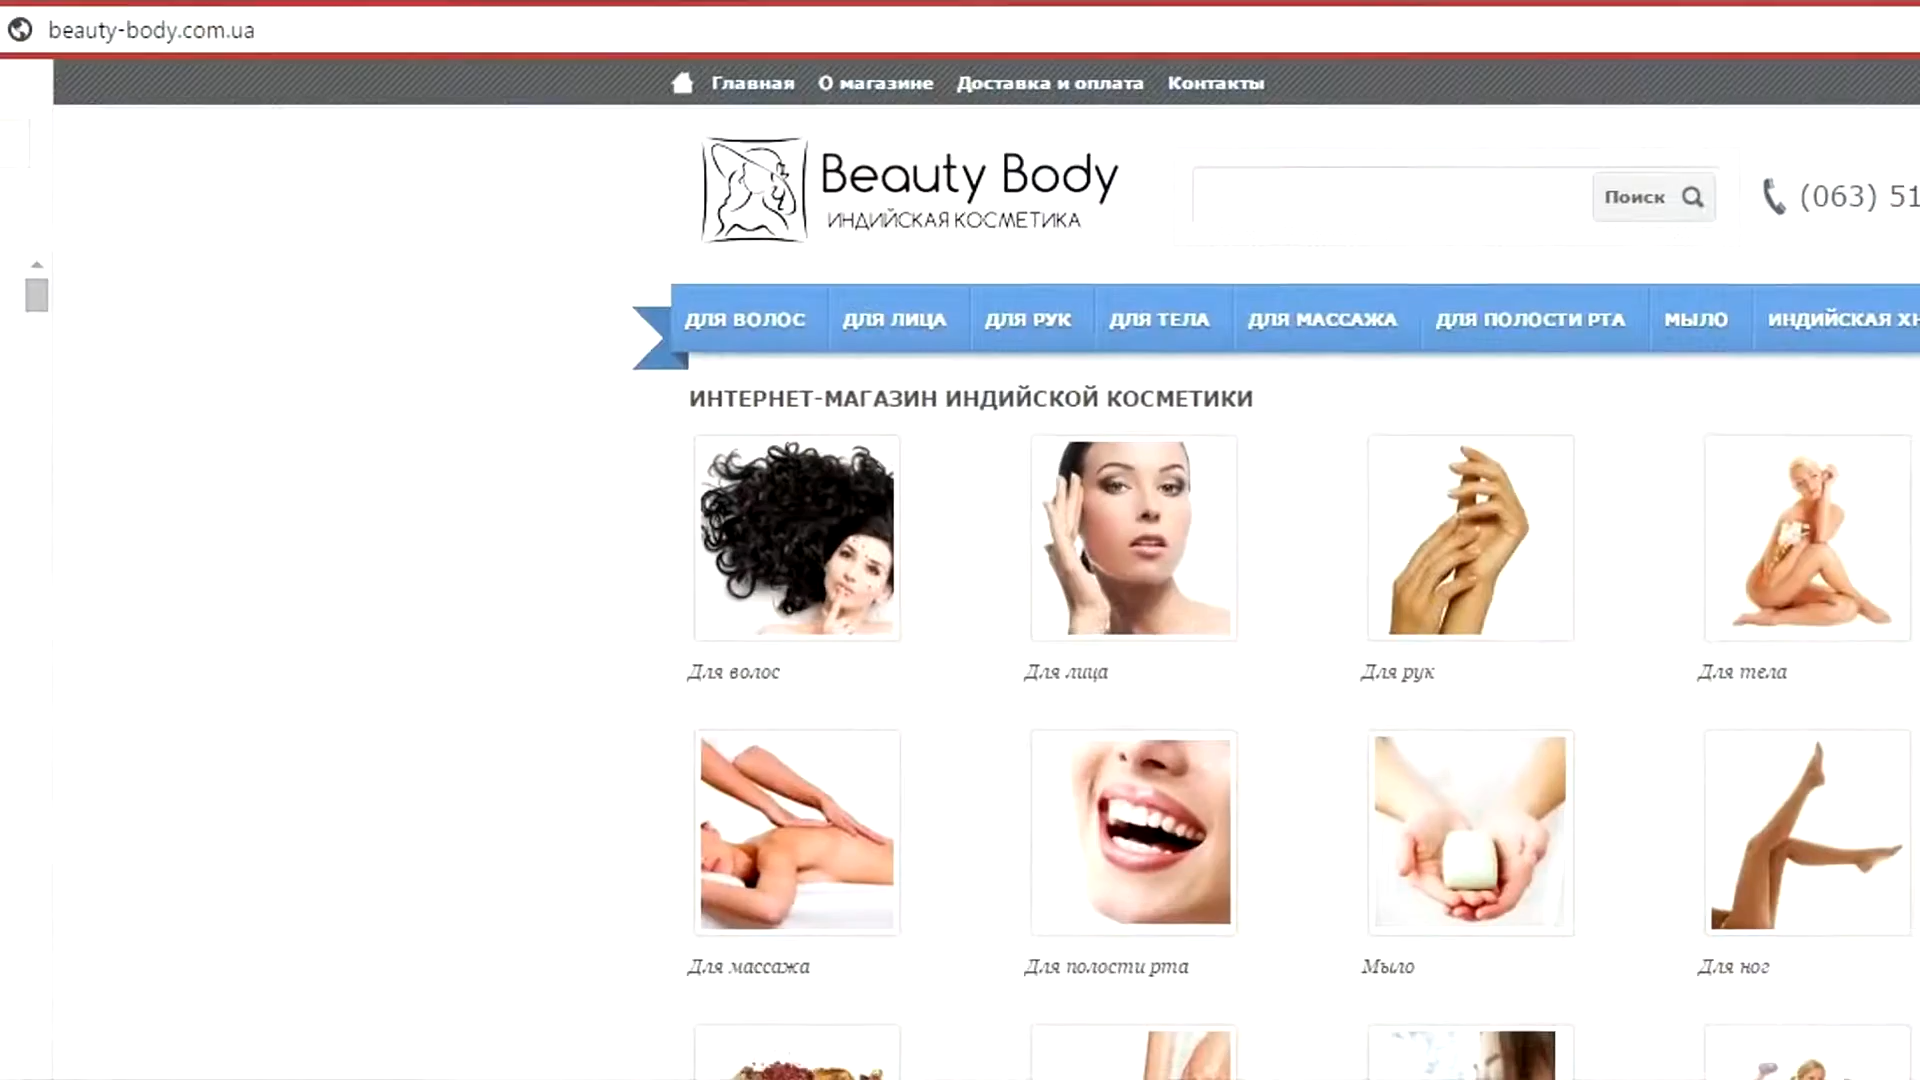 beauty-body.com.ua
Главная О магазине Доставка и оплата Контакты
Beauty Body
ИНДИЙСКАЯ КОСМЕТИКА
Поиск
(063) 51
ДЛЯ ВОЛОС ДЛЯ ЛИЦА ДЛЯ РУК ДЛЯ ТЕЛА ДЛЯ МАССАЖА ДЛЯ ПОЛОСТИ РТА МЫЛО ИНДИЙСКАЯ
ИНТЕРНЕТ-МАГАЗИН ИНДИЙСКОЙ КОСМЕТИКИ
Для волос Для лица Для рук Для тела
Для массажа Для полости рта Мыло Для ног